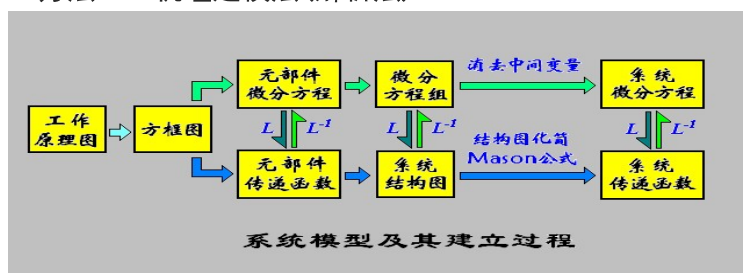 元部件
微分方程
微分
方程组
消去中间变量
系统
微分方程
工作
原理图
方框图
L
L-1
L
L-1
结构图化简
Mason公式
L
L-1
元部件
传递函数
系统
结构图
系统
传递函数
系统模型及其建立过程